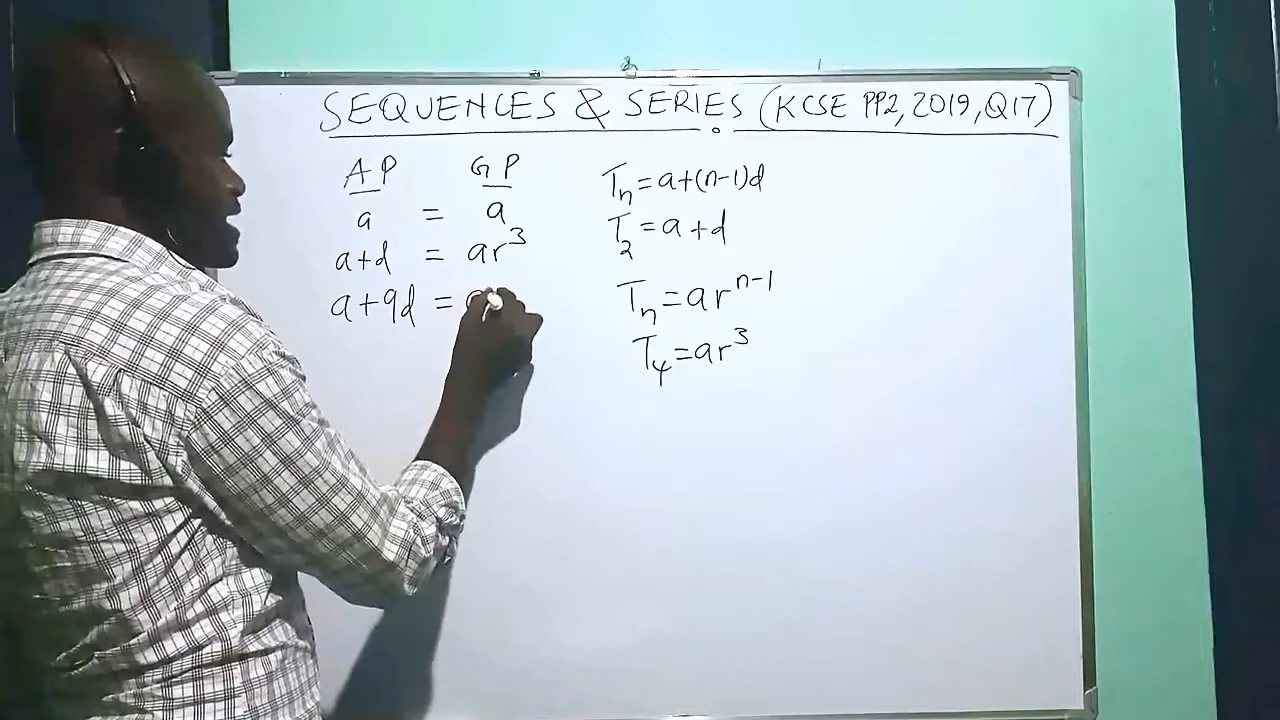 SEQUENCES & SERIES (KCSE PP2, 2019, Q17)
AP GP
a = a
a+d = ar³
a+9d =
Tₙ = a+(n-1)d
T₂ = a+d
Tₙ = arⁿ⁻¹
T₄ = ar³